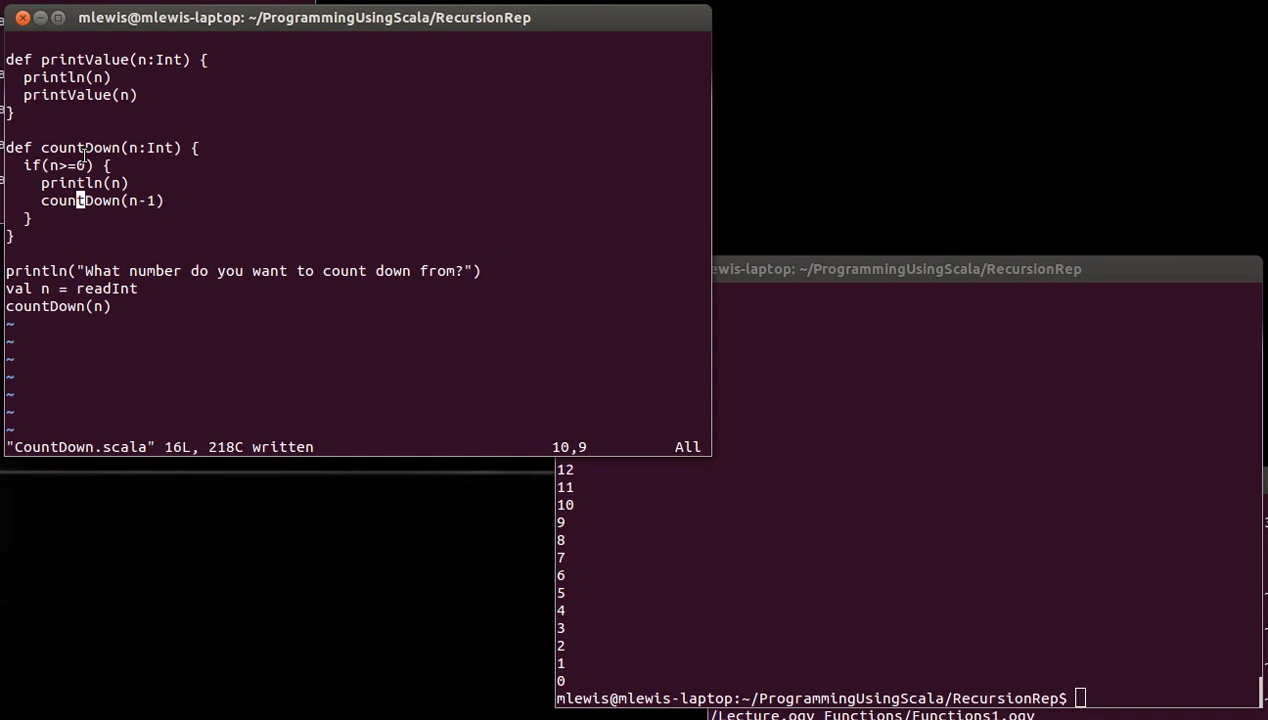 mlewis@mlewis-laptop: ~/ProgrammingUsingScala/RecursionRep
def printValue(n:Int) {
  println(n)
  printValue(n)
}
def countDown(n:Int) {
  if(n>=0) {
    println(n)
    countDown(n-1)
  }
}
println("What number do you want to count down from?")
val n = readInt
countDown(n)
~
~
~
~
~
~
~
"CountDown.scala" 16L, 218C written 10,9 All
lewis-laptop: ~/ProgrammingUsingScala/RecursionRep
12
11
10
9
8
7
6
5
4
3
2
1
0
mlewis@mlewis-laptop:~/ProgrammingUsingScala/RecursionRep$
/Lecture.ogv Functions/Functions1.ogv